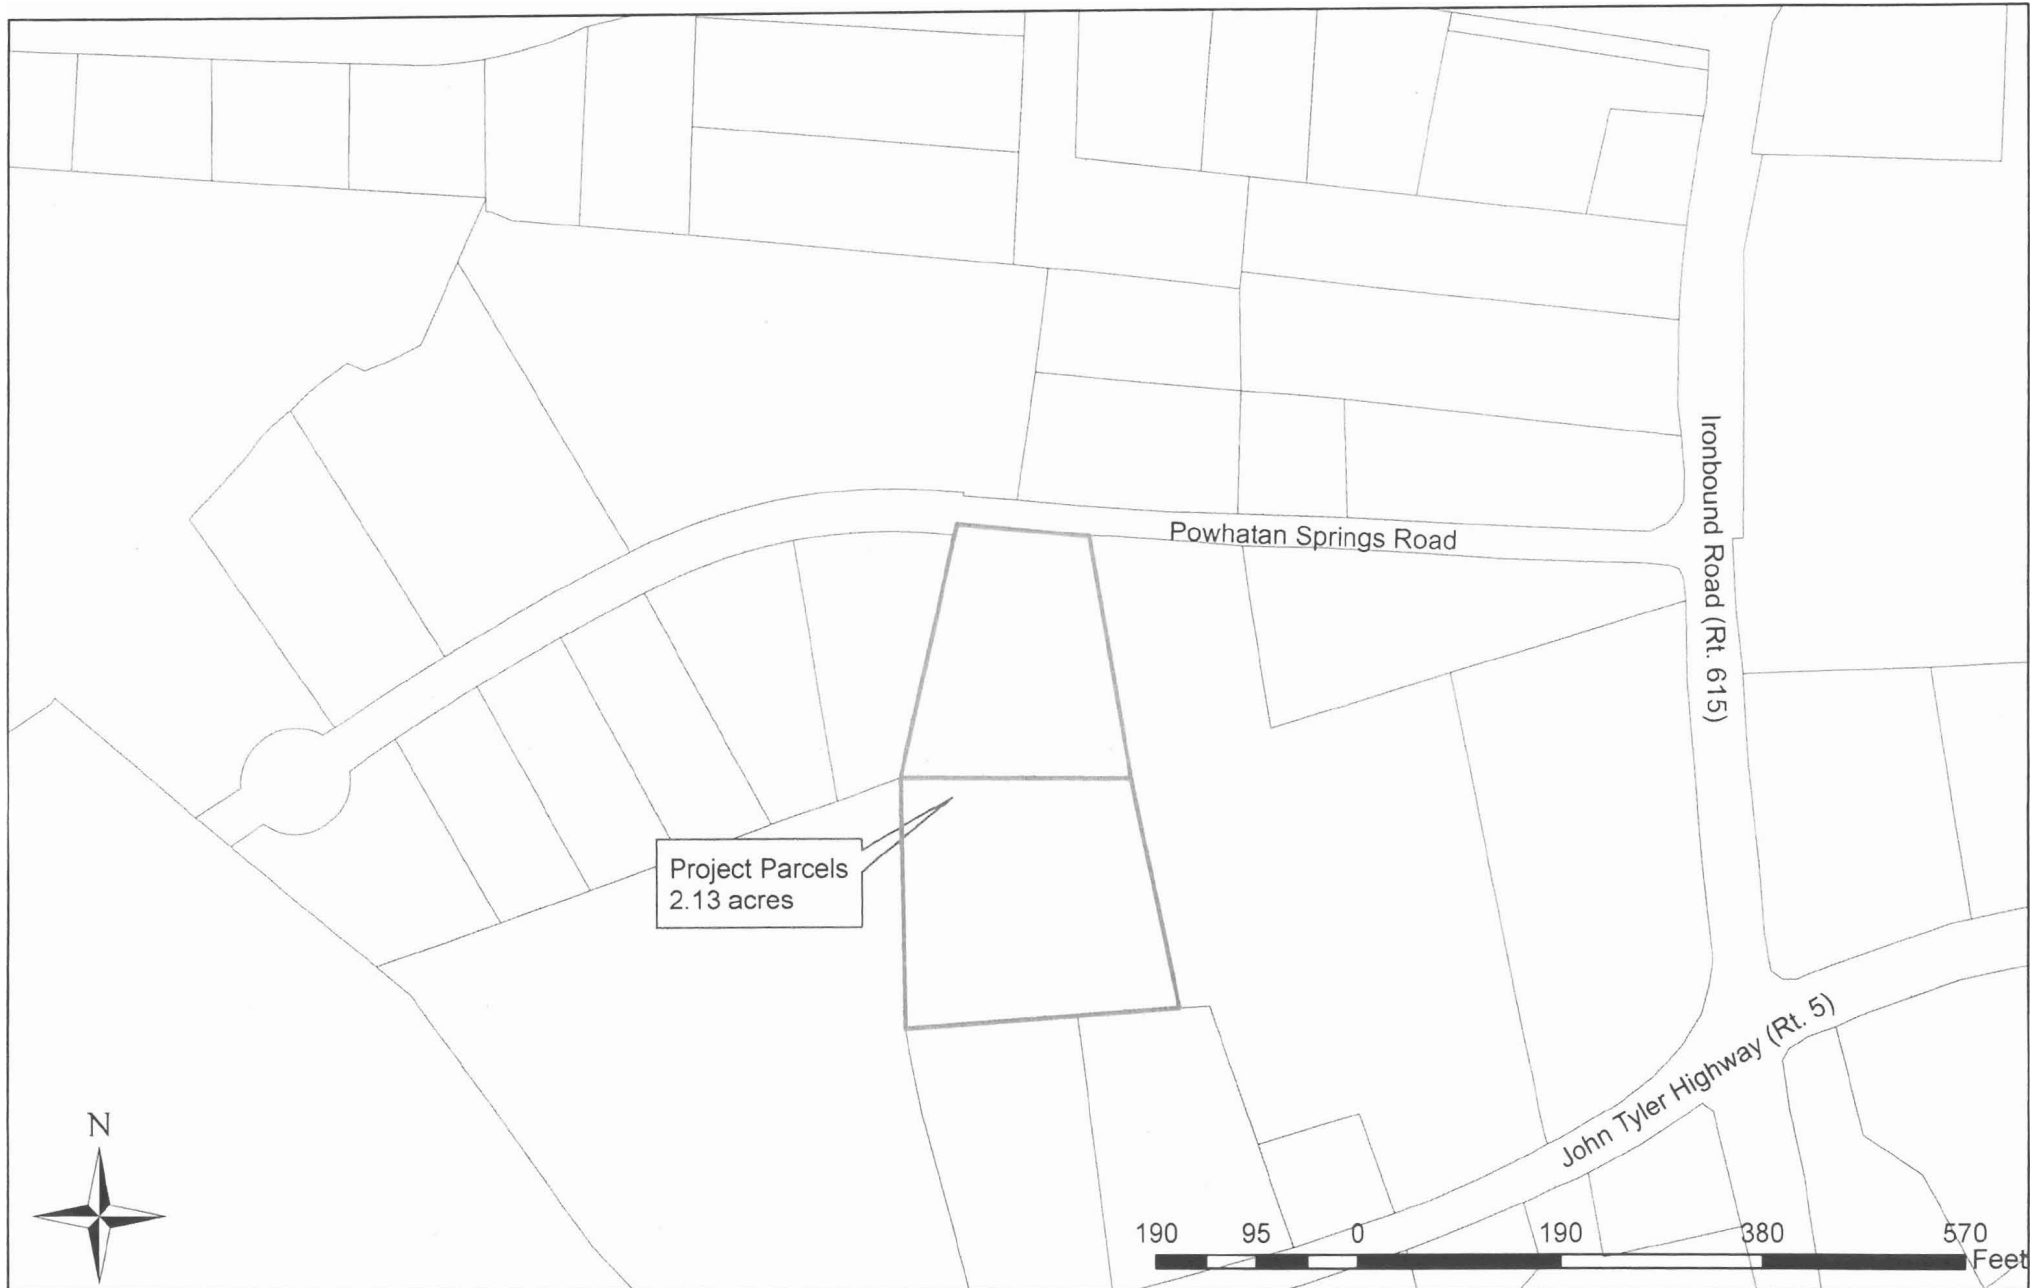 Powhatan Springs Road
Ironbound Road (Rt. 615)
Project Parcels
2.13 acres
John Tyler Highway (Rt. 5)
N
190 95 0 190 380 570
Feet